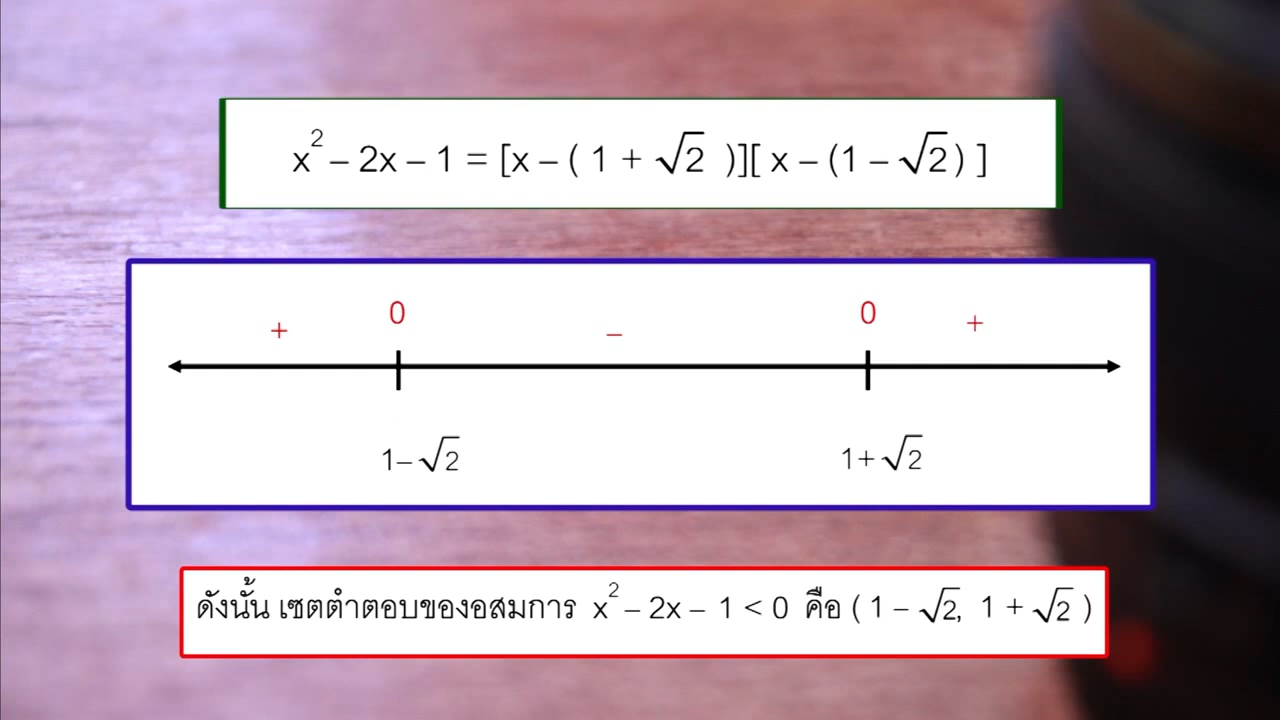 x² – 2x – 1 = [x – ( 1 + √2 )][ x – (1 – √2) ]
+ 0 – 0 +
1– √2 1+ √2
ดังนั้น เซตคำตอบของอสมการ x² – 2x – 1 < 0 คือ ( 1 – √2, 1 + √2 )